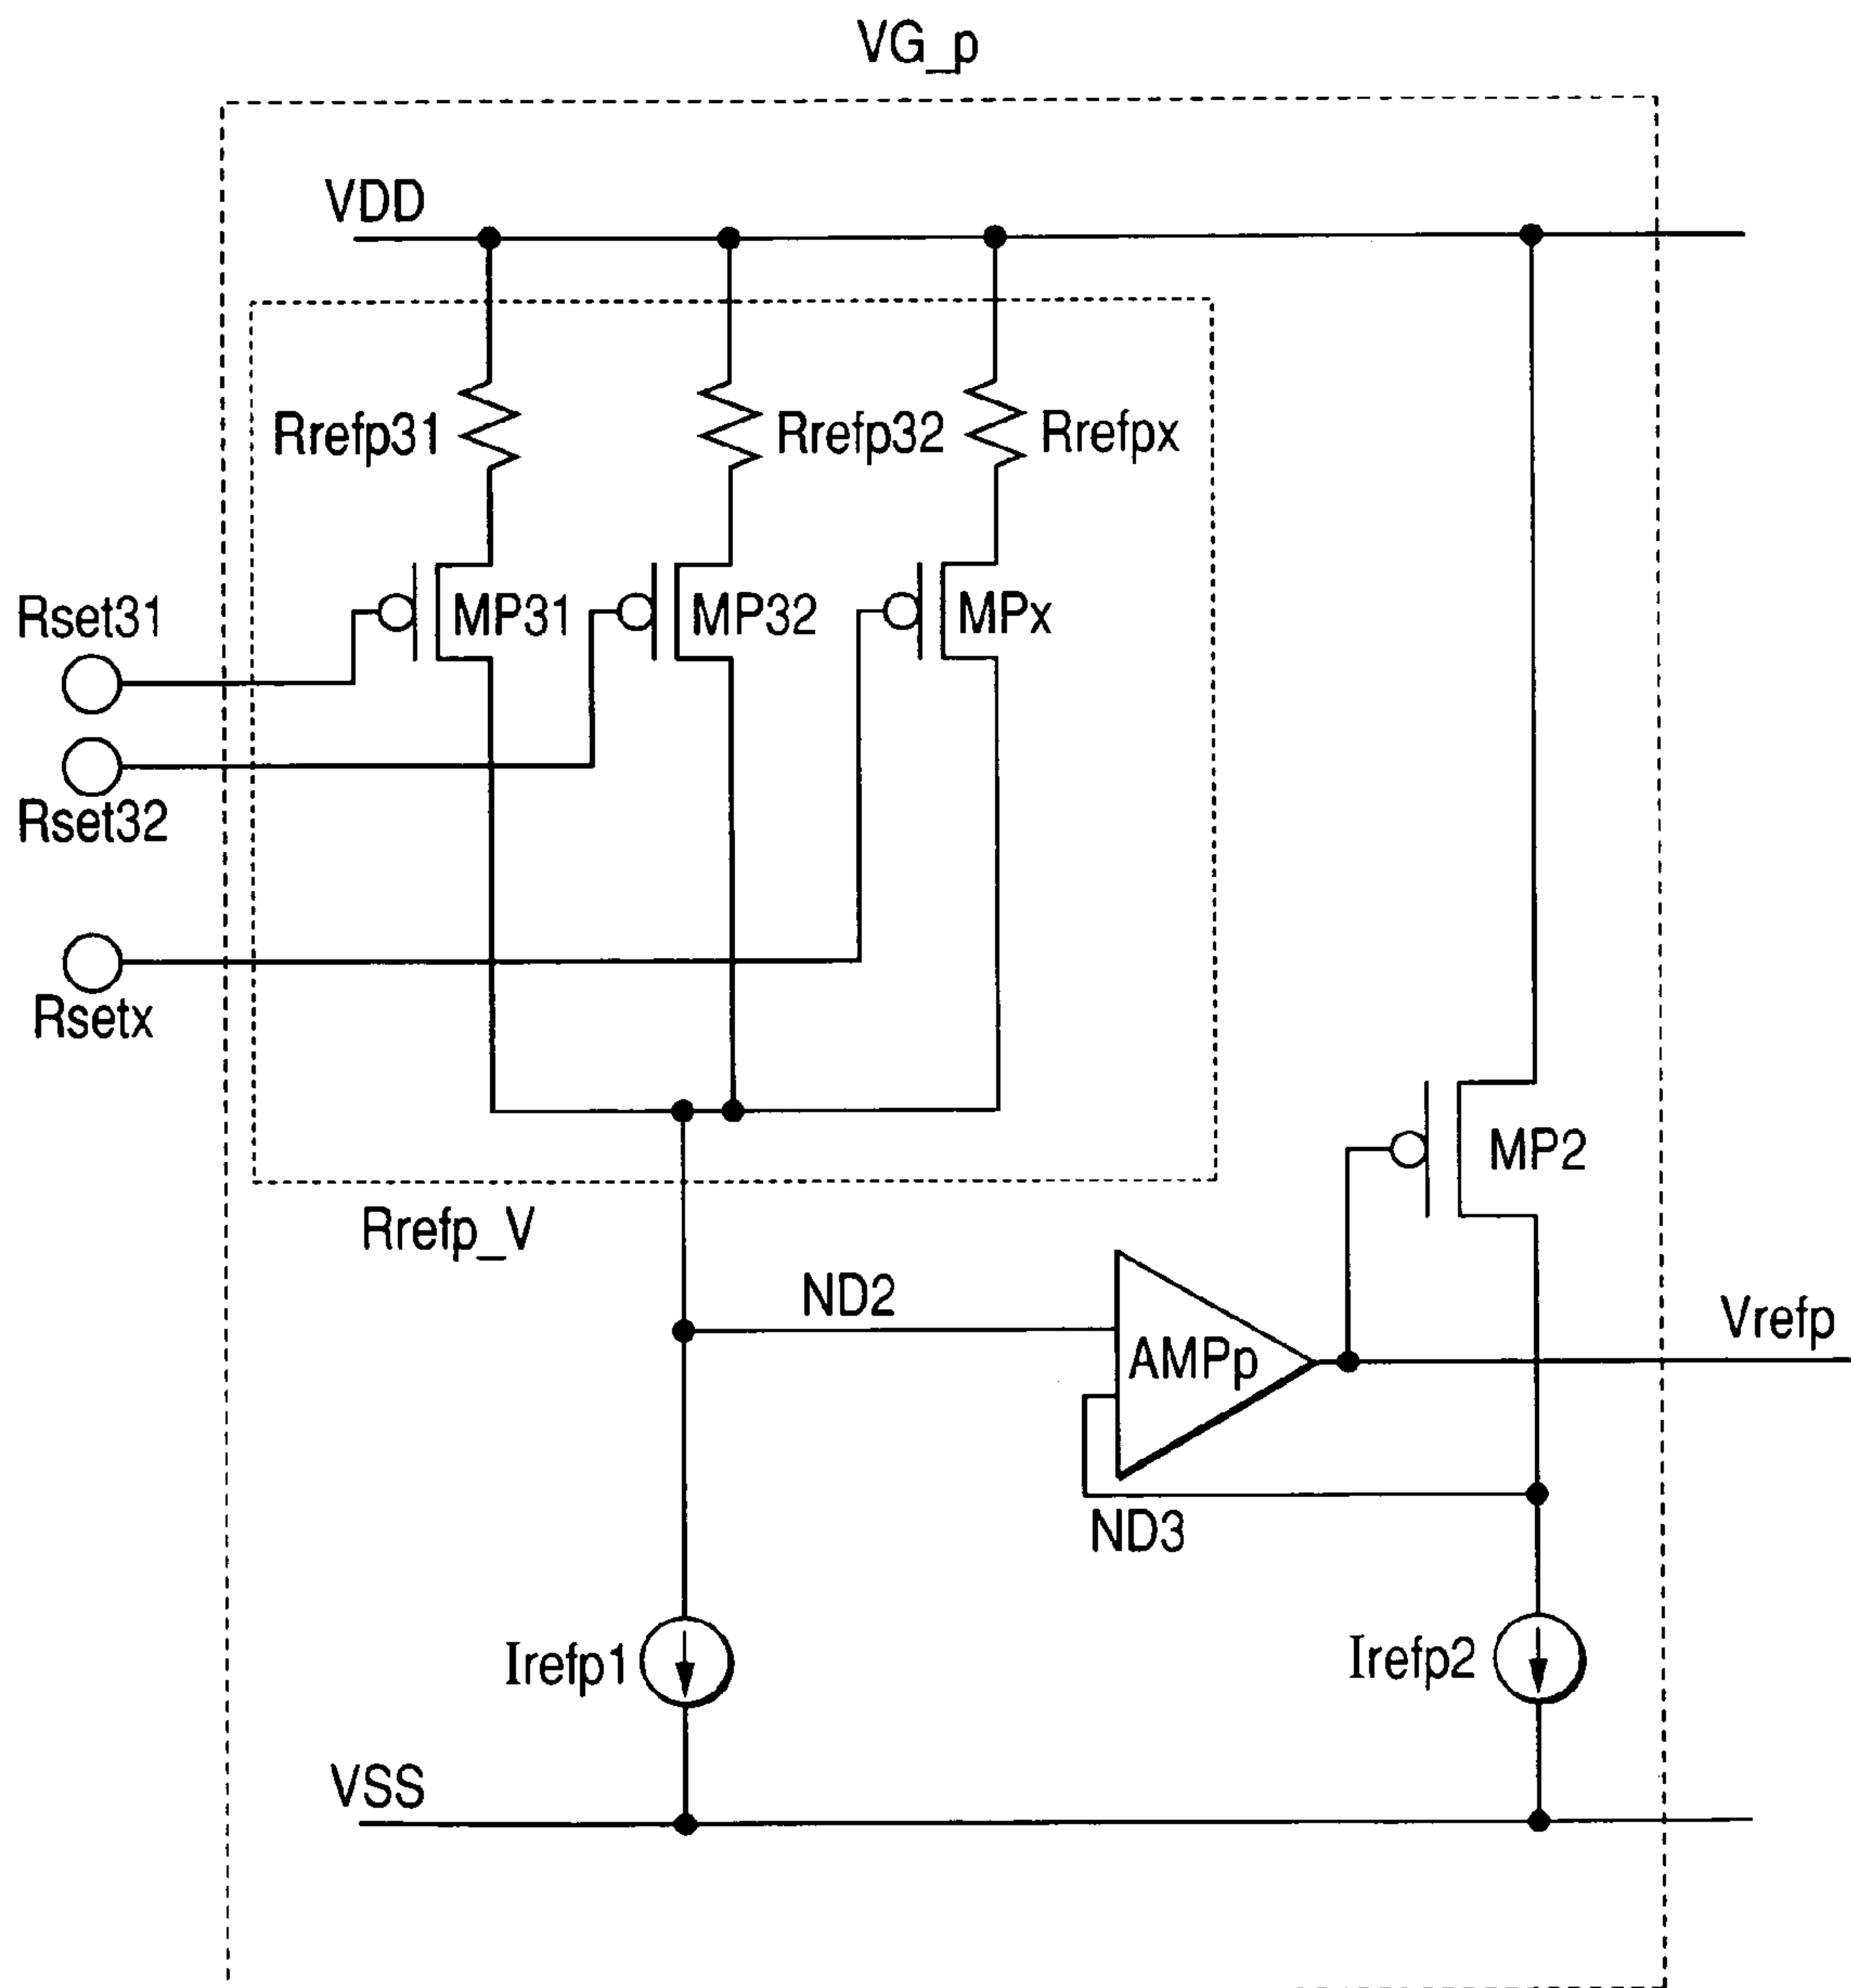 VG_p
VDD
Rrefp31
Rrefp32
Rrefpx
MP31
MP32
MPx
Rset31
Rset32
Rsetx
MP2
Rrefp_V
ND2
Vrefp
AMPp
ND3
Irefp1
Irefp2
VSS